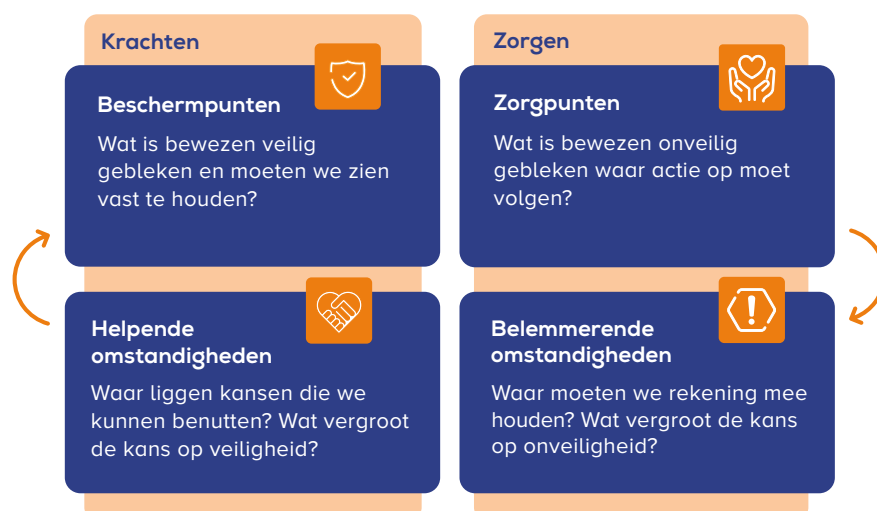 Krachten
Beschermpunten
Wat is bewezen veilig
gebleken en moeten we zien
vast te houden?
Helpende
omstandigheden
Waar liggen kansen die we
kunnen benutten? Wat vergroot
de kans op veiligheid?
Zorgen
Zorgpunten
Wat is bewezen onveilig
gebleken waar actie op moet
volgen?
Belemmerende
omstandigheden
Waar moeten we rekening mee
houden? Wat vergroot de kans
op onveiligheid?